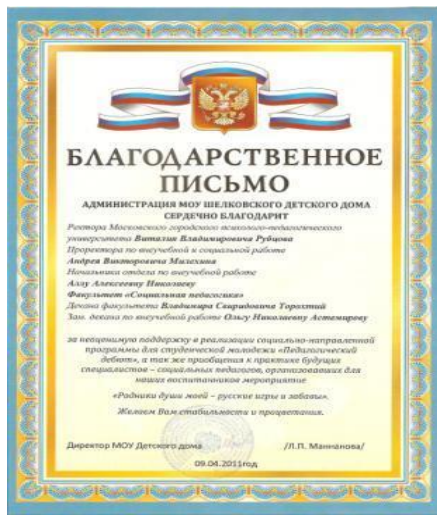 БЛАГОДАРСТВЕННОЕ
ПИСЬМО
АДМИНИСТРАЦИЯ МОУ ШЕЛКОВСКОГО ДЕТСКОГО ДОМА
СЕРДЕЧНО БЛАГОДАРИТ
Ректора Московского городского психолого-педагогического
университета Виталия Владимировича Рубцова
Проректора по внеучебной и социальной работе
Андрея Викторовича Милехина
Начальника отдела по внеучебной работе
Аллу Алексеевну Николаеву
Факультет «Социальная педагогика»
Декана факультета Владимира Свиридовича Торохтий
Зам. декана по внеучебной работе Ольгу Николаевну Астемирову
за неоценимую поддержку в реализации социально-направленной
программы для студенческой молодежи «Педагогический
дебют», а так же приобщения к практике будущих
специалистов – социальных педагогов, организовавших для
наших воспитанников мероприятие
«Родники души моей – русские игры и забавы».
Желаем Вам стабильности и процветания.
Директор МОУ Детского дома /Л.П. Маннанова/
09.04.2011год